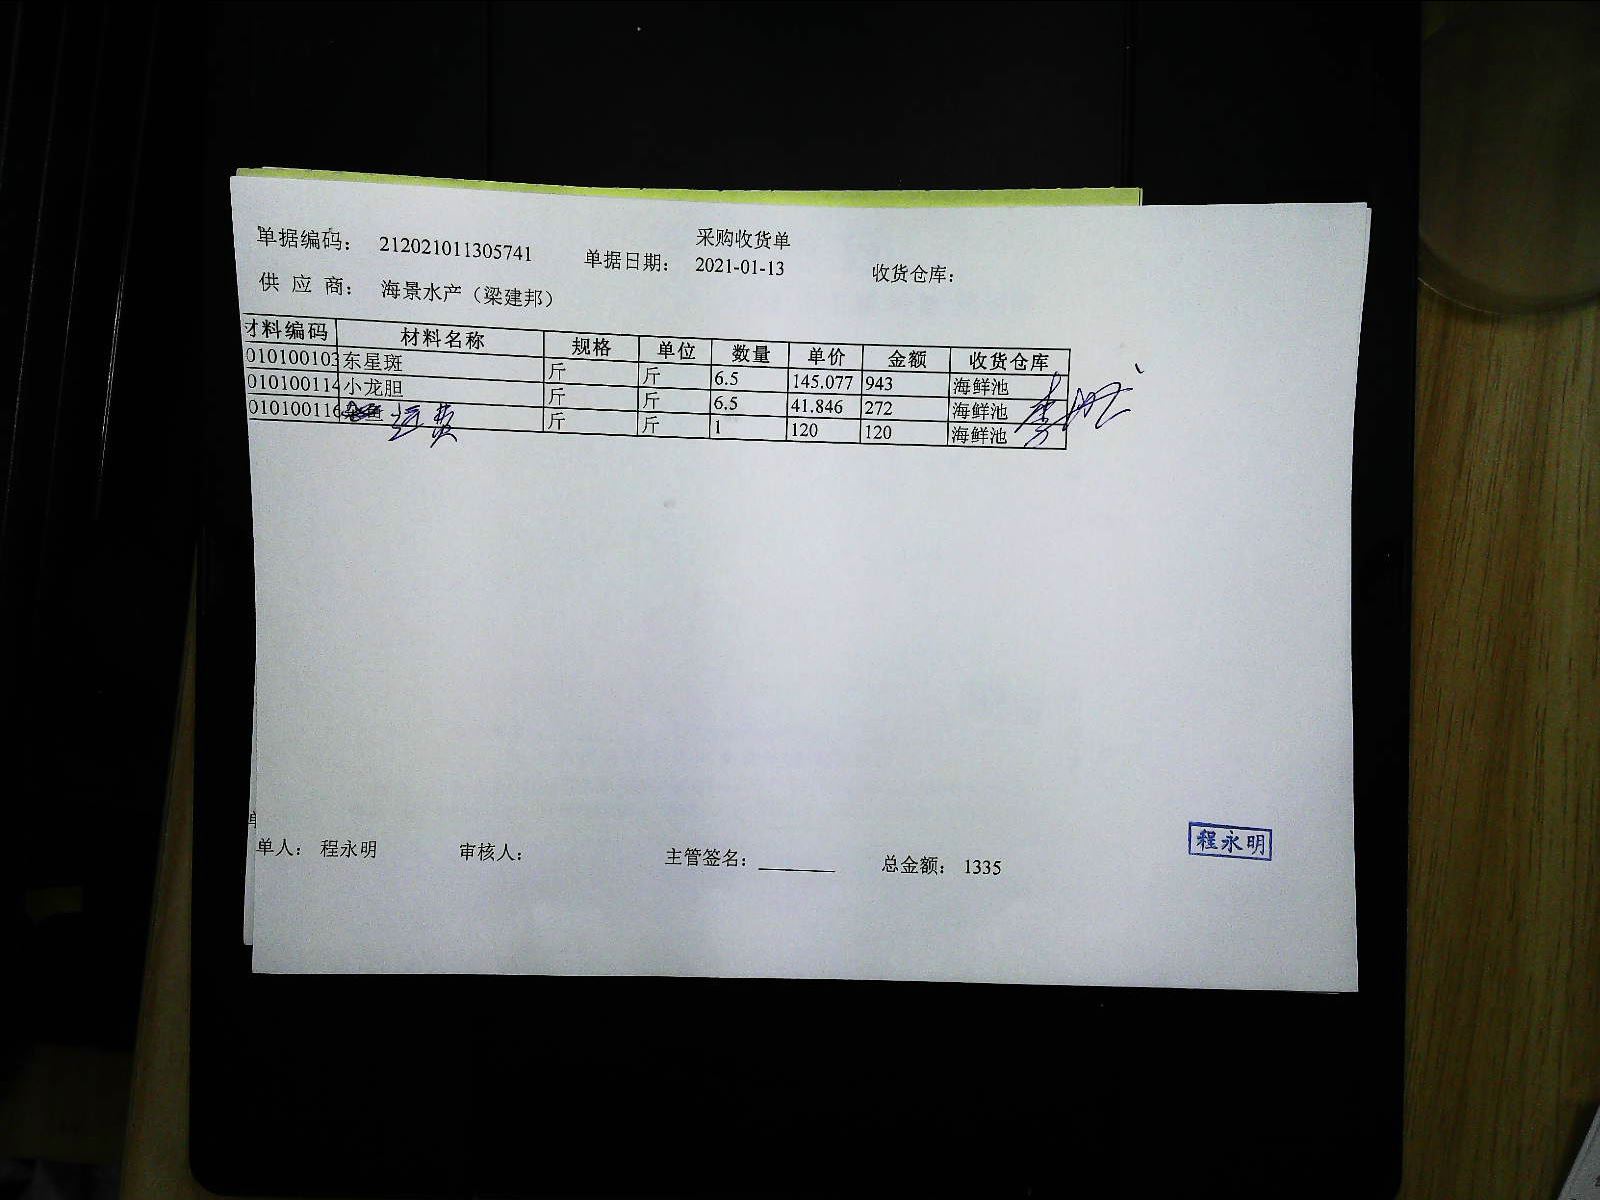 采购收货单
单据编码： 212021011305741 单据日期： 2021-01-13 收货仓库：
供 应 商： 海景水产（梁建邦）
材料编码 材料名称 规格 单位 数量 单价 金额 收货仓库
010100103 东星斑 斤 斤 6.5 145.077 943 海鲜池
010100114 小龙胆 斤 斤 6.5 41.846 272 海鲜池
010100116 运费 斤 斤 1 120 120 海鲜池
单人： 程永明 审核人： 主管签名： 总金额： 1335
程永明